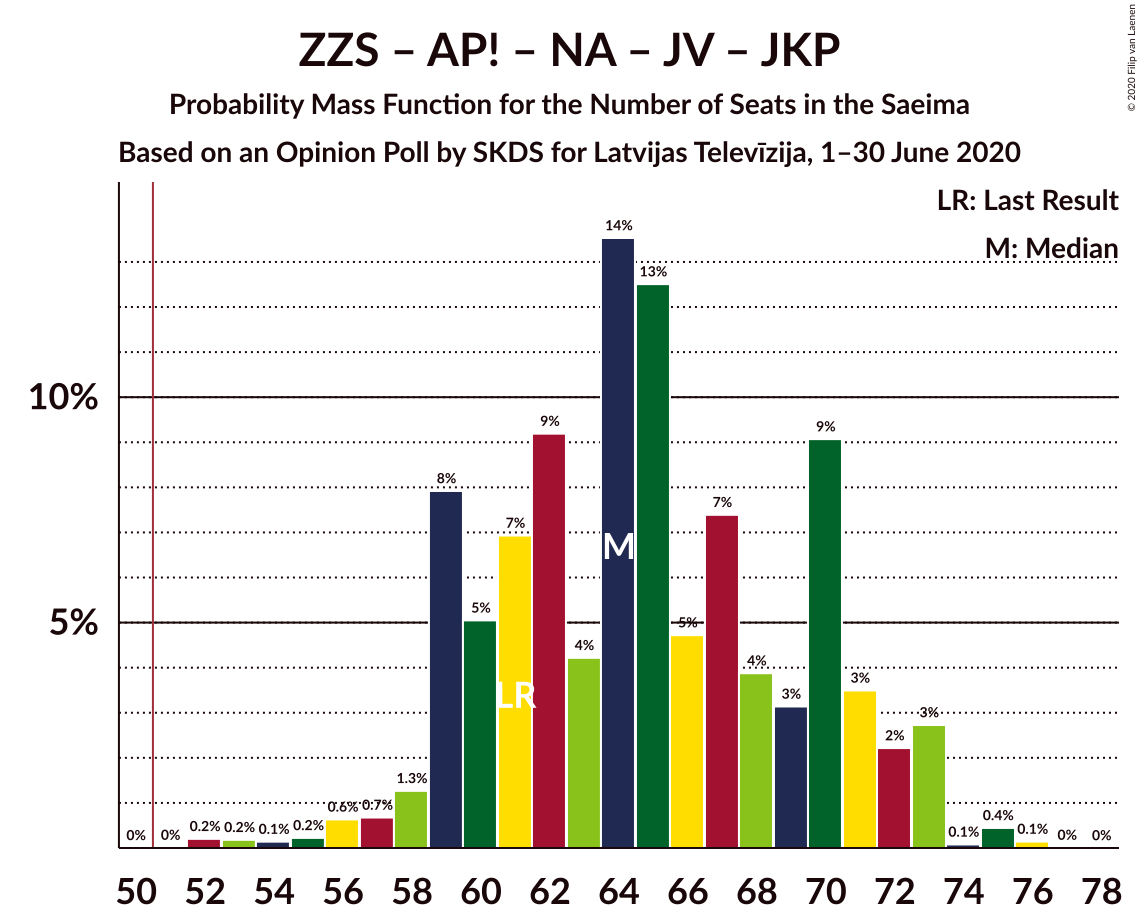 ZZS – AP! – NA – JV – JKP
Probability Mass Function for the Number of Seats in the Saeima
Based on an Opinion Poll by SKDS for Latvijas Televīzija, 1–30 June 2020
© 2020 Filip van Laenen
LR: Last Result
M: Median
10%
5%
0% 0% 0.2% 0.2% 0.1% 0.2% 0.6% 0.7% 1.3% 8% 5% 7% 9% 4% 14% 13% 5% 7% 4% 3% 9% 3% 2% 3% 0.1% 0.4% 0.1% 0% 0%
LR
M
50 52 54 56 58 60 62 64 66 68 70 72 74 76 78